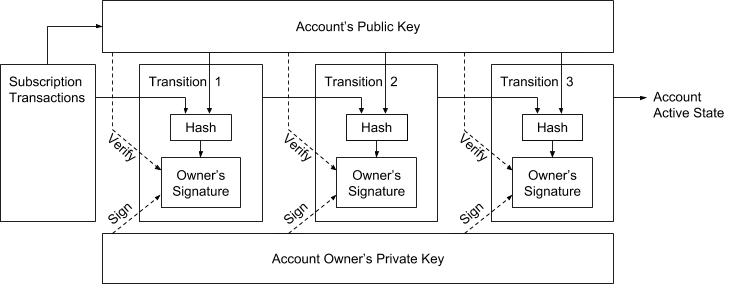 Account's Public Key
Subscription
Transactions
Transition 1
Hash
Verify
Owner's
Signature
Sign
Transition 2
Hash
Verify
Owner's
Signature
Sign
Transition 3
Hash
Verify
Owner's
Signature
Sign
Account
Active State
Account Owner's Private Key